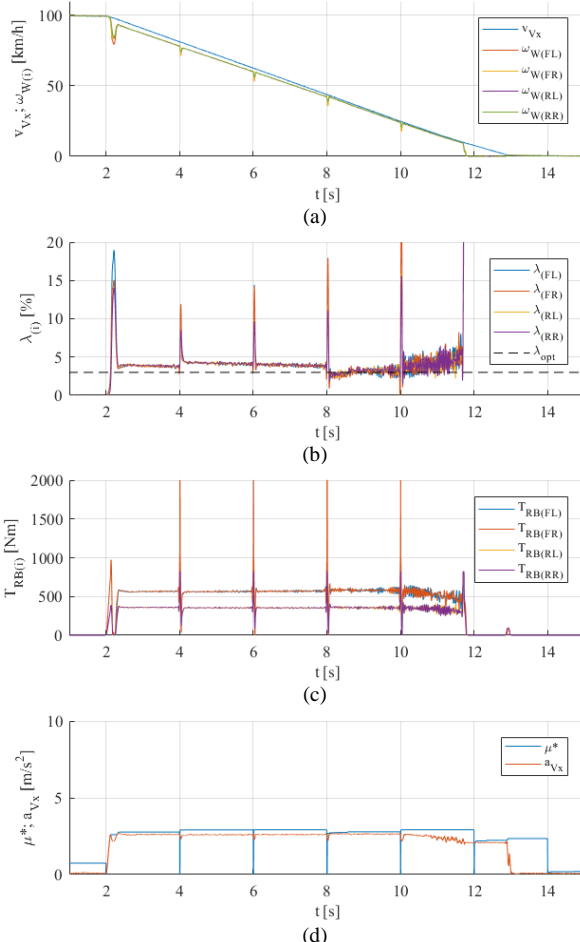 100
50
0
2 4 6 8 10 12 14
t [s]
v_Vx; ω_W(i) [km/h]
v_Vx
ω_W(FL)
ω_W(FR)
ω_W(RL)
ω_W(RR)
(a)
20
15
10
5
0
2 4 6 8 10 12 14
t [s]
λ_(i) [%]
λ_(FL)
λ_(FR)
λ_(RL)
λ_(RR)
λ_opt
(b)
2000
1500
1000
500
0
2 4 6 8 10 12 14
t [s]
T_RB(i) [Nm]
T_RB(FL)
T_RB(FR)
T_RB(RL)
T_RB(RR)
(c)
10
5
0
2 4 6 8 10 12 14
t [s]
μ*; a_Vx [m/s²]
μ*
a_Vx
(d)